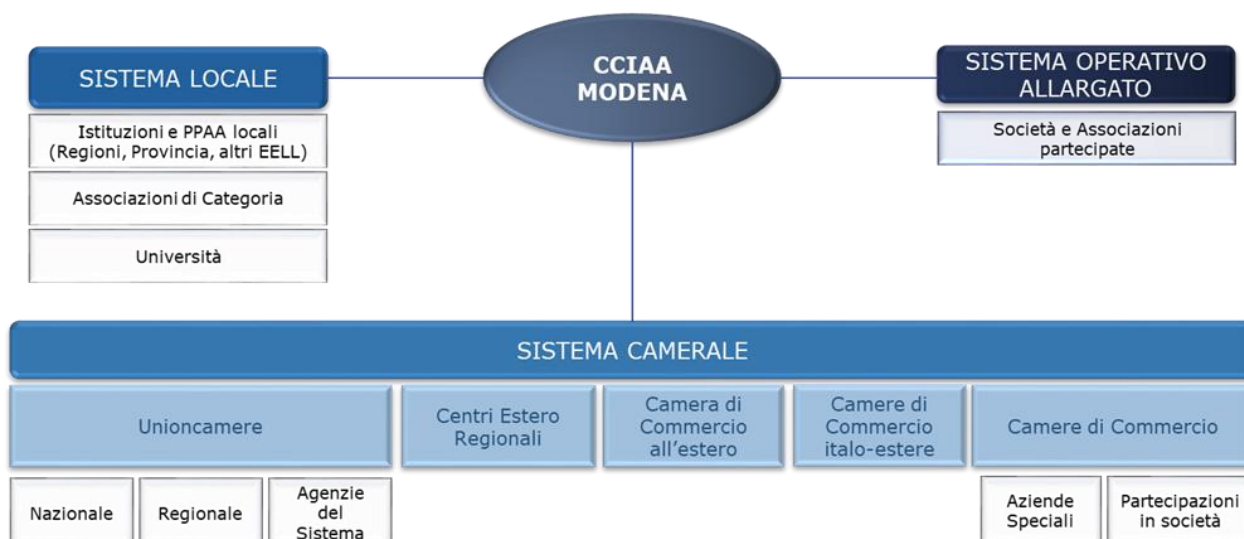 CCIAA
MODENA
SISTEMA LOCALE
Istituzioni e PPAA locali
(Regioni, Provincia, altri EELL)
Associazioni di Categoria
Università
SISTEMA OPERATIVO
ALLARGATO
Società e Associazioni
partecipate
SISTEMA CAMERALE
Unioncamere
Centri Estero
Regionali
Camera di
Commercio
all'estero
Camere di
Commercio
italo-estere
Camere di Commercio
Nazionale
Regionale
Agenzie
del
Sistema
Aziende
Speciali
Partecipazioni
in società